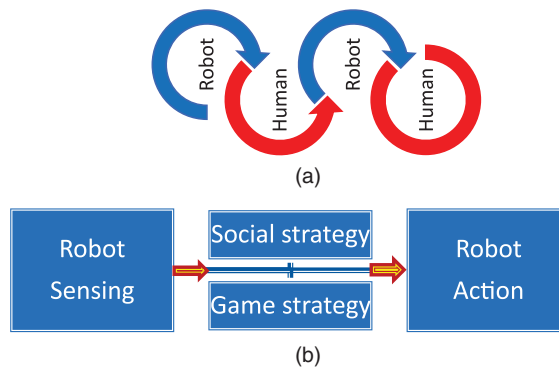 Robot
Human
Robot
Human
(a)
Robot
Sensing
Social strategy
Game strategy
Robot
Action
(b)